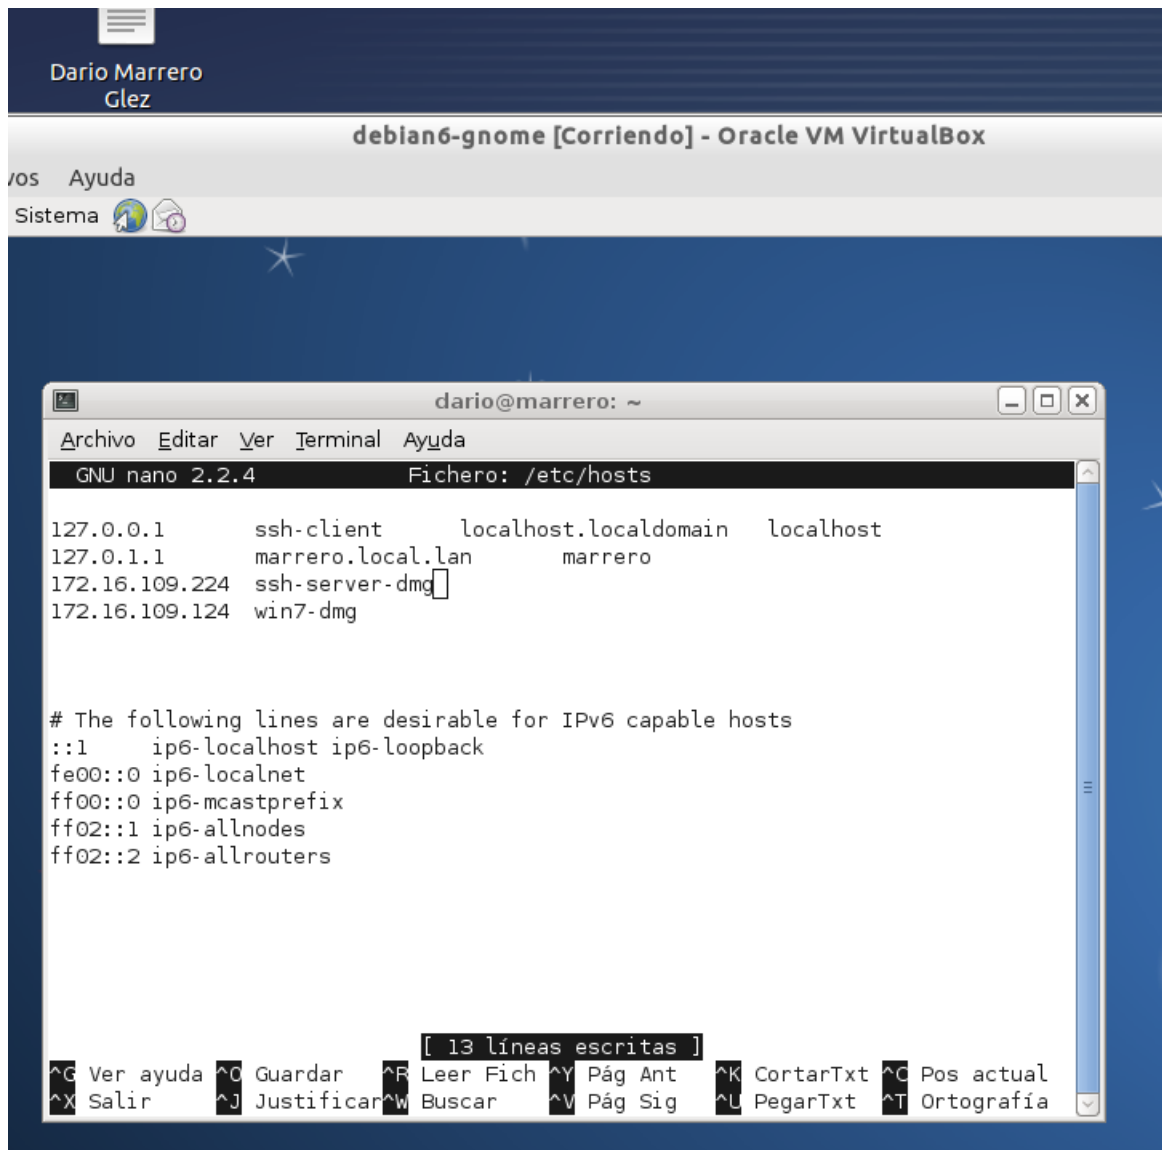 Dario Marrero
Glez
debian6-gnome [Corriendo] - Oracle VM VirtualBox
vos Ayuda
Sistema
dario@marrero: ~
Archivo Editar Ver Terminal Ayuda
GNU nano 2.2.4 Fichero: /etc/hosts
127.0.0.1 ssh-client localhost.localdomain localhost
127.0.1.1 marrero.local.lan marrero
172.16.109.224 ssh-server-dmg
172.16.109.124 win7-dmg
# The following lines are desirable for IPv6 capable hosts
::1 ip6-localhost ip6-loopback
fe00::0 ip6-localnet
ff00::0 ip6-mcastprefix
ff02::1 ip6-allnodes
ff02::2 ip6-allrouters
[ 13 líneas escritas ]
^G Ver ayuda ^O Guardar ^R Leer Fich ^Y Pág Ant ^K CortarTxt ^C Pos actual
^X Salir ^J Justificar ^W Buscar ^V Pág Sig ^U PegarTxt ^T Ortografía